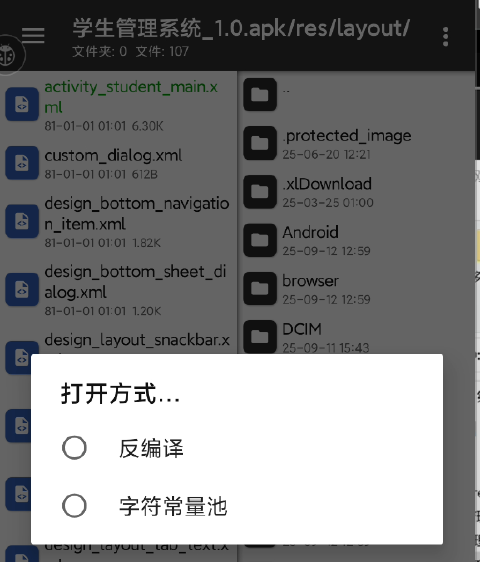 学生管理系统_1.0.apk/res/layout/
文件夹: 0 文件: 107
activity_student_main.x
ml
81-01-01 01:01 6.30K
custom_dialog.xml
81-01-01 01:01 612B
design_bottom_navigatio
n_item.xml
81-01-01 01:01 1.82K
design_bottom_sheet_di
alog.xml
81-01-01 01:01 1.20K
design_layout_snackbar.x
..
.protected_image
25-06-20 12:21
.xlDownload
25-03-25 01:00
Android
25-09-12 12:59
browser
25-09-12 12:59
DCIM
25-09-11 15:43
打开方式...
反编译
字符常量池
design_layout_tab_text.x